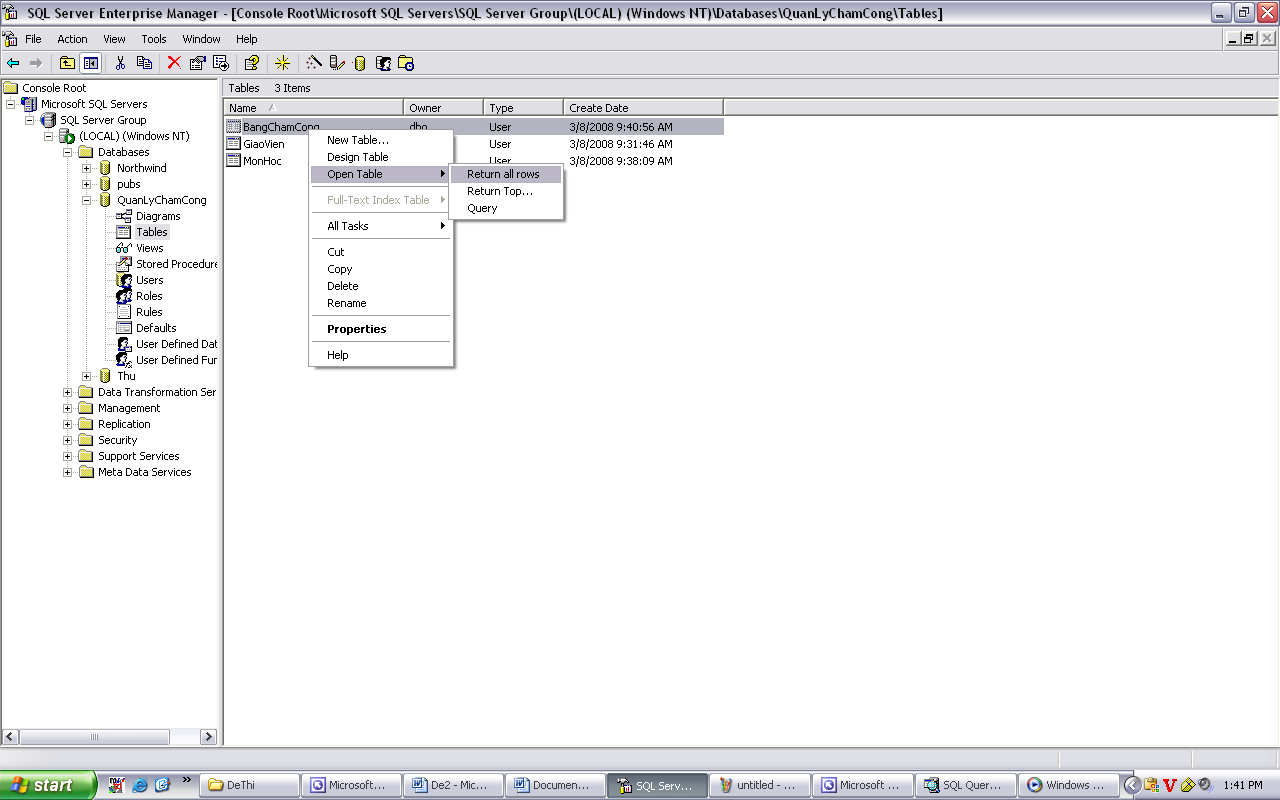 SQL Server Enterprise Manager - [Console Root\Microsoft SQL Servers\SQL Server Group\(LOCAL) (Windows NT)\Databases\QuanLyChamCong\Tables]
File Action View Tools Window Help
Console Root
Microsoft SQL Servers
SQL Server Group
(LOCAL) (Windows NT)
Databases
Northwind
pubs
QuanLyChamCong
Diagrams
Tables
Views
Stored Procedure
Users
Roles
Rules
Defaults
User Defined Dat
User Defined Fur
Thu
Data Transformation Ser
Management
Replication
Security
Support Services
Meta Data Services
Tables 3 Items
Name Owner Type Create Date
BangChamCong dbo User 3/8/2008 9:40:56 AM
GiaoVien User 3/8/2008 9:31:46 AM
MonHoc User 3/8/2008 9:38:09 AM
New Table...
Design Table
Open Table
Full-Text Index Table
All Tasks
Cut
Copy
Delete
Rename
Properties
Help
Return all rows
Return Top...
Query
start DeThi Microsoft... De2 - Mic... Documen... SQL Serv... untitled - ... Microsoft ... SQL Quer... Windows ... 1:41 PM